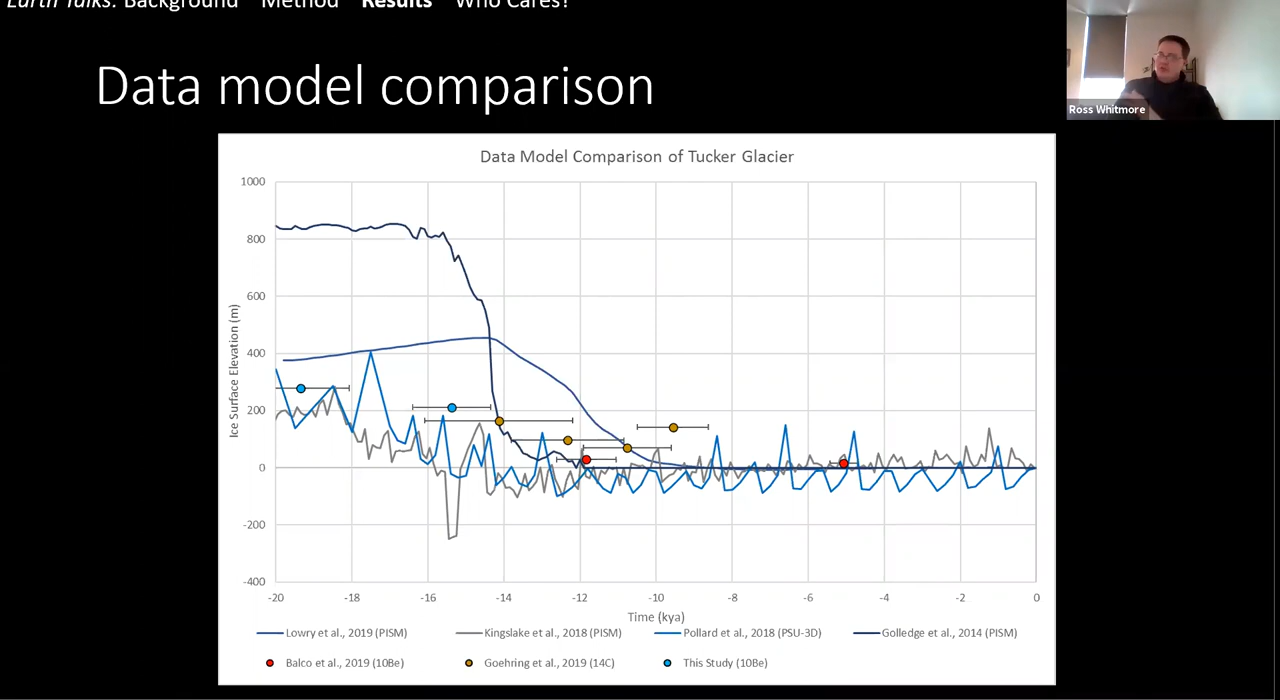 Earth Talks: Background Method Results Who Cares?
Ross Whitmore
Data model comparison
Data Model Comparison of Tucker Glacier
Ice Surface Elevation (m)
1000
800
600
400
200
0
-200
-400
-20 -18 -16 -14 -12 -10 -8 -6 -4 -2 0
Time (kya)
Lowry et al., 2019 (PISM) Kingslake et al., 2018 (PISM) Pollard et al., 2018 (PSU-3D) Golledge et al., 2014 (PISM)
Balco et al., 2019 (10Be) Goehring et al., 2019 (14C) This Study (10Be)